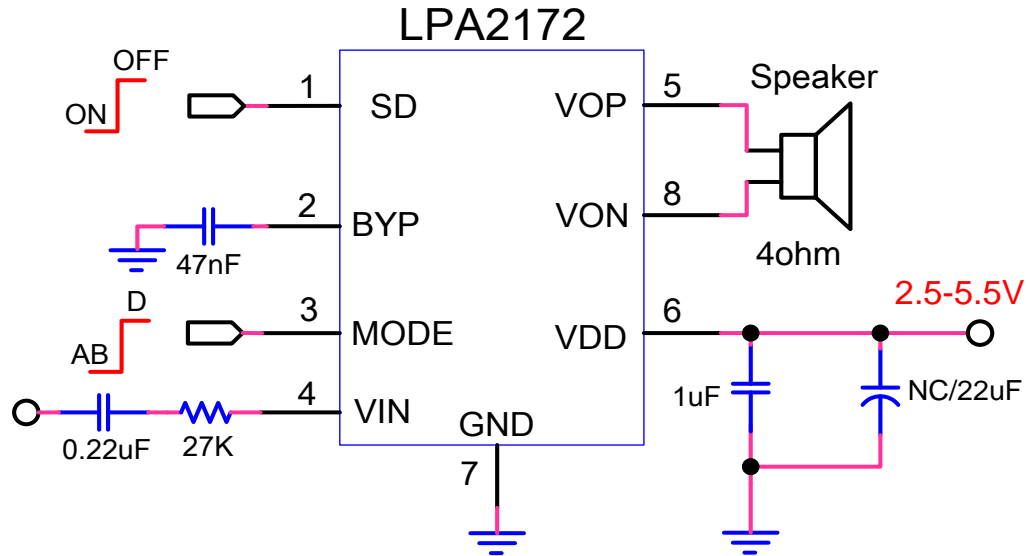 LPA2172
OFF
ON
1
SD
VOP
5
Speaker
2
BYP
47nF
VON
8
4ohm
D
AB
3
MODE
VDD
6
2.5-5.5V
1uF
NC/22uF
0.22uF
27K
4
VIN
GND
7